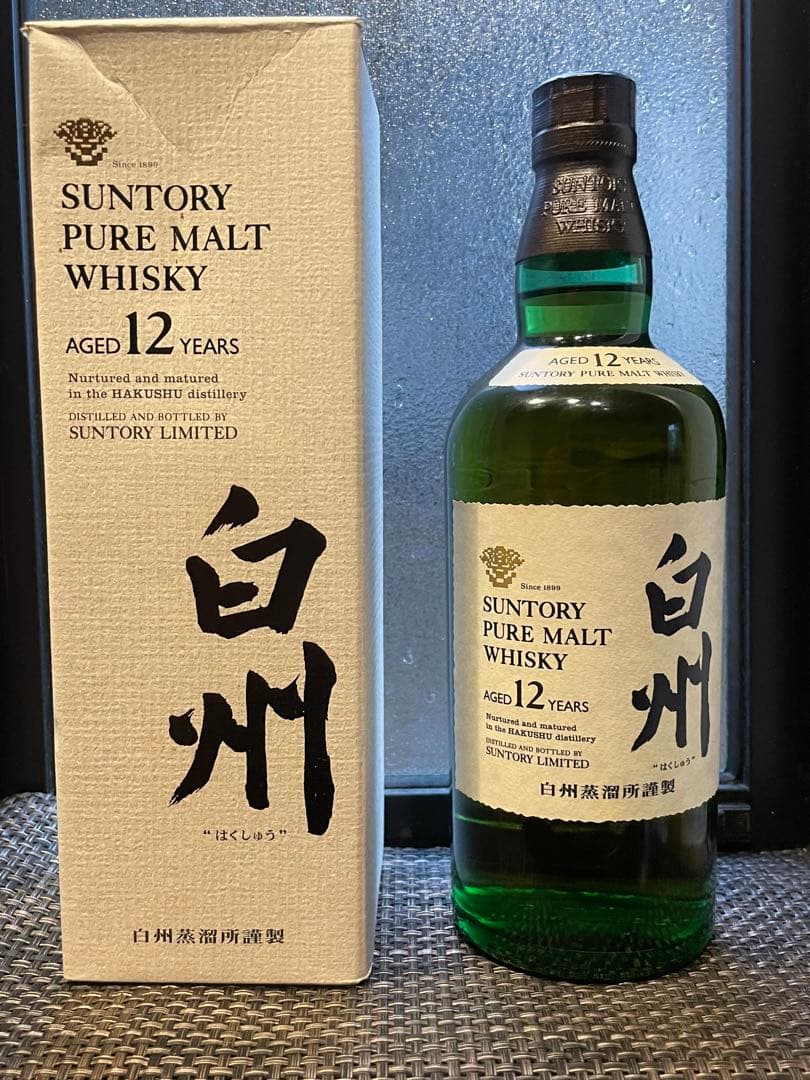 Since 1899
SUNTORY
PURE MALT
WHISKY
AGED 12 YEARS
Nurtured and matured
in the HAKUSHU distillery
DISTILLED AND BOTTLED BY
SUNTORY LIMITED
白州
“はくしゅう”
白州蒸溜所謹製
SUNTORY
PURE MALT
WHISKY
AGED 12 YEARS
SUNTORY PURE MALT WHISKY
Since 1899
SUNTORY
PURE MALT
WHISKY
AGED 12 YEARS
Nurtured and matured
in the HAKUSHU distillery
DISTILLED AND BOTTLED BY
SUNTORY LIMITED
白州
“はくしゅう”
白州蒸溜所謹製